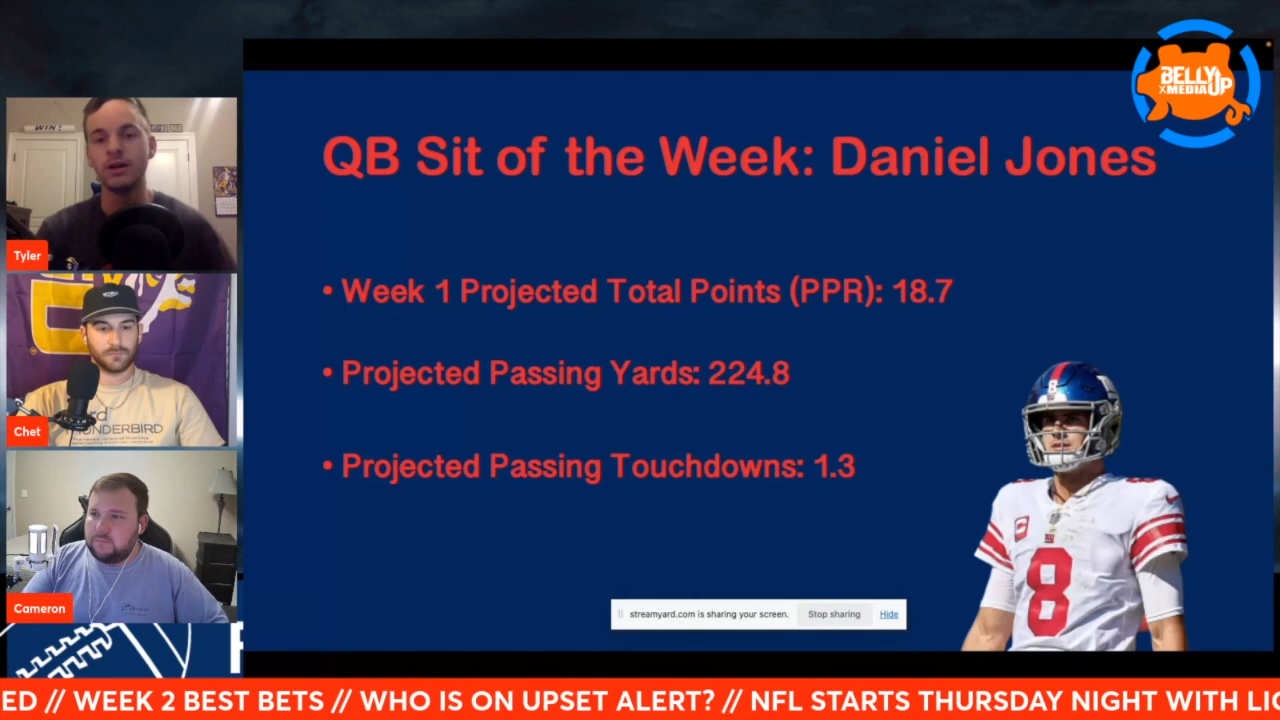 BELLY UP
X MEDIA
QB Sit of the Week: Daniel Jones
• Week 1 Projected Total Points (PPR): 18.7
• Projected Passing Yards: 224.8
• Projected Passing Touchdowns: 1.3
WIN!
Tyler
THUNDERBIRD
Chet
Cameron
8
8
streamyard.com is sharing your screen. Stop sharing Hide
ED // WEEK 2 BEST BETS // WHO IS ON UPSET ALERT? // NFL STARTS THURSDAY NIGHT WITH LIO